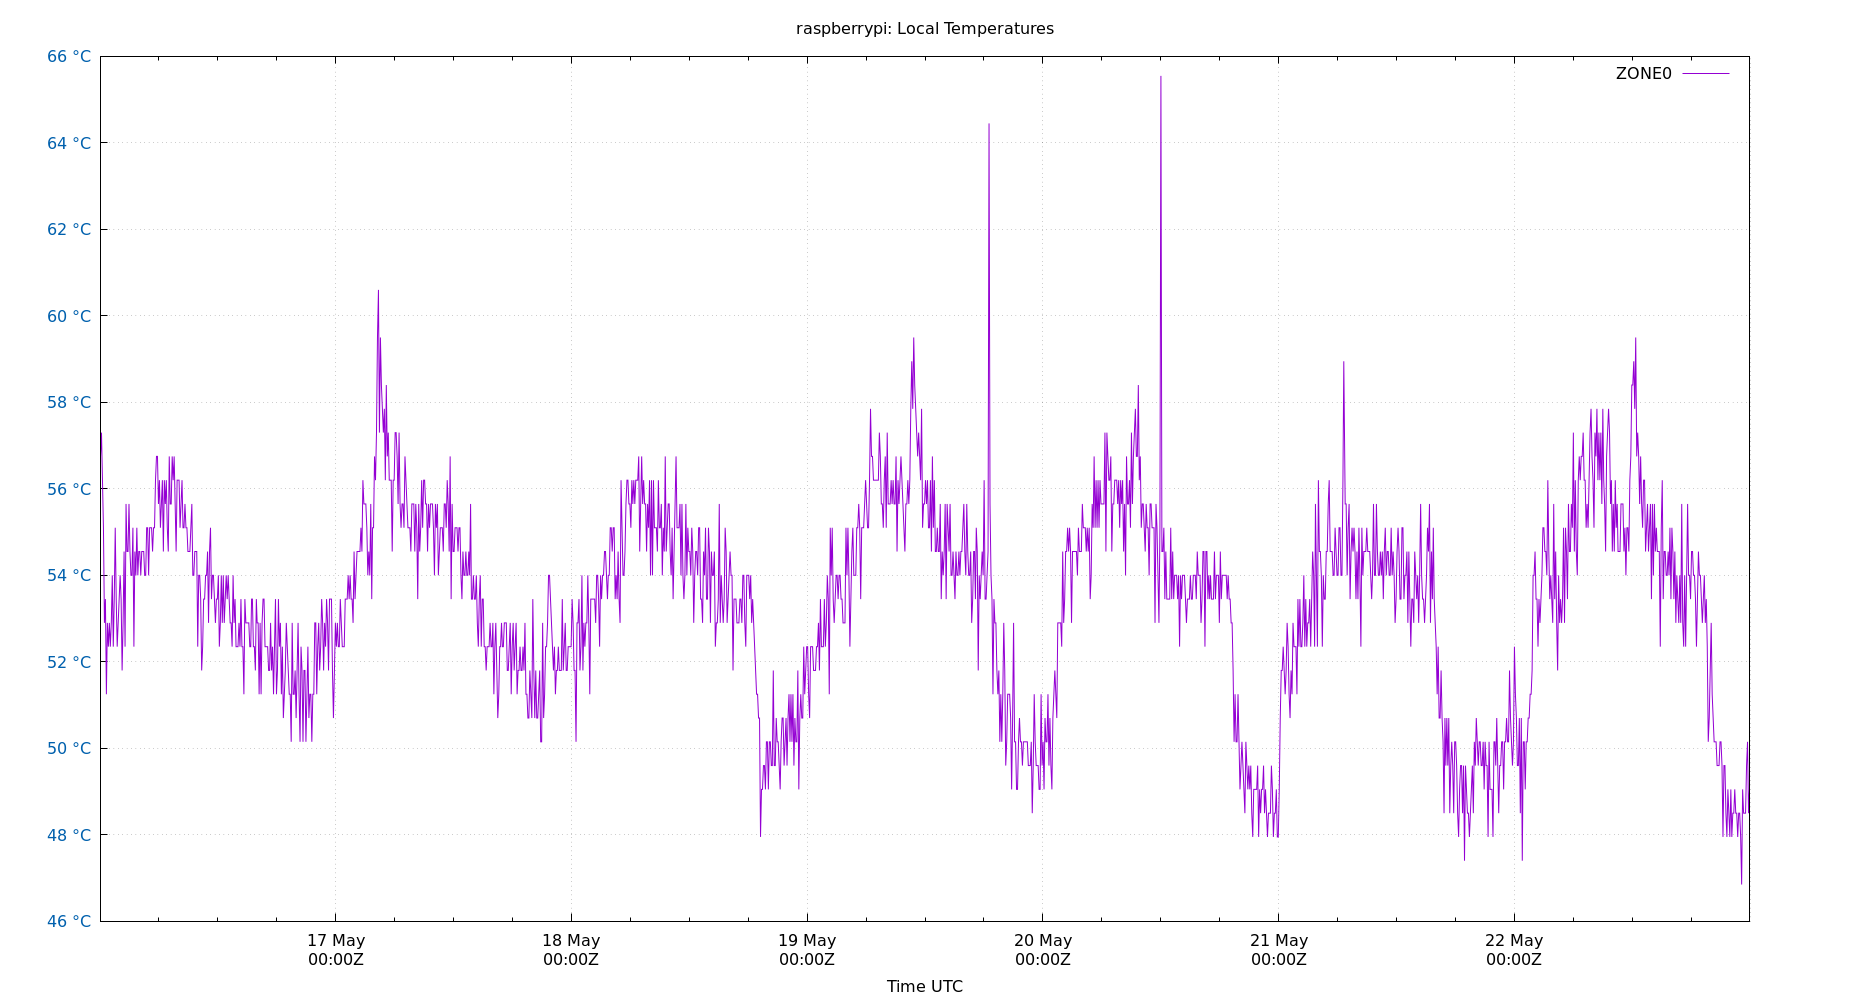 raspberrypi: Local Temperatures
66 °C
ZONE0
64 °C
62 °C
60 °C
58 °C
56 °C
54 °C
52 °C
50 °C
48 °C
46 °C
17 May 18 May 19 May 20 May 21 May 22 May
00:00Z 00:00Z 00:00Z 00:00Z 00:00Z 00:00Z
Time UTC